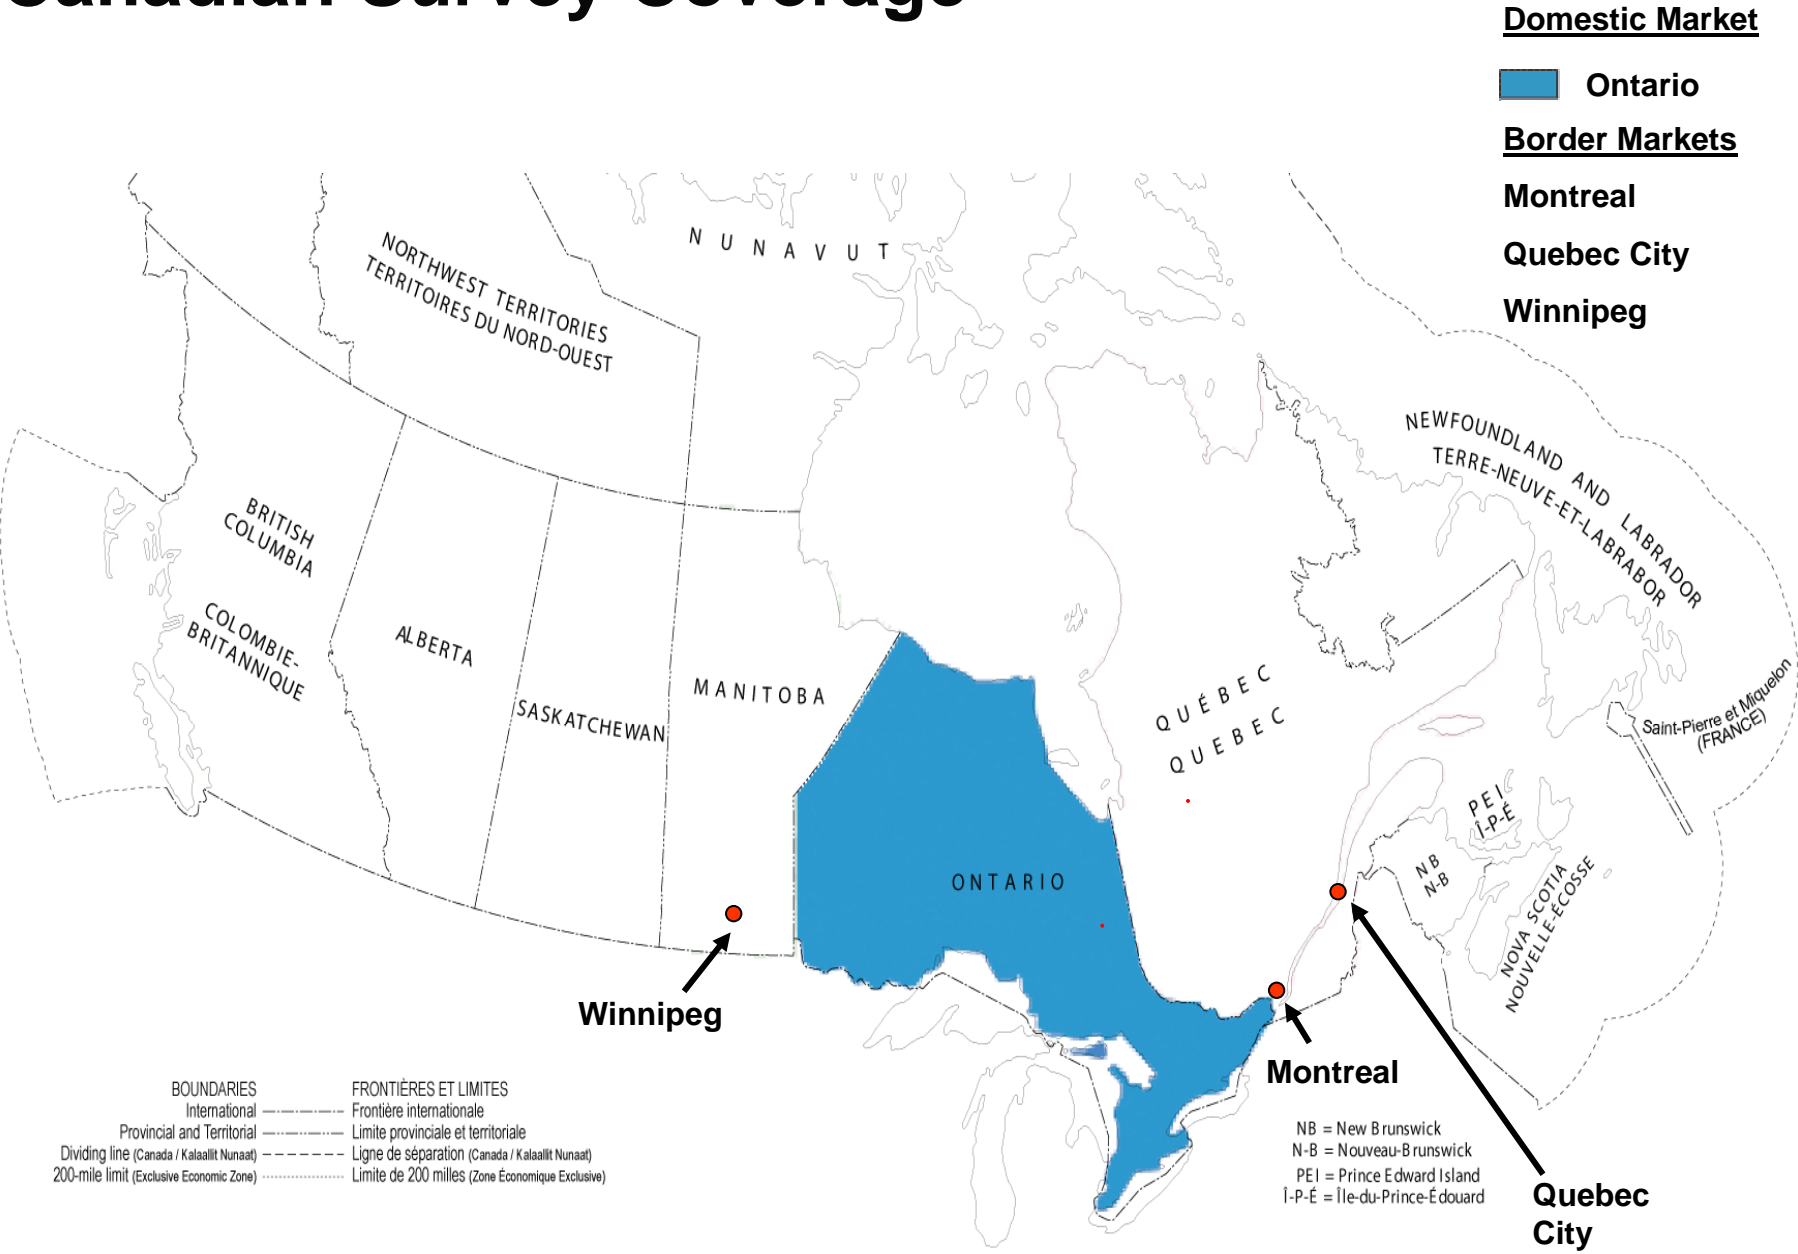 Canadian Survey Coverage
Domestic Market
Ontario
Border Markets
Montreal
Quebec City
Winnipeg
NUNAVUT
NORTHWEST TERRITORIES
TERRITOIRES DU NORD-OUEST
NEWFOUNDLAND AND LABRADOR
TERRE-NEUVE-ET-LABRABOR
BRITISH
COLUMBIA
COLOMBIE-
BRITANNIQUE
ALBERTA
SASKATCHEWAN
MANITOBA
QUÉBEC
QUEBEC
Saint-Pierre et Miquelon
(FRANCE)
PEI
Î-P-É
NB
N-B
NOVA SCOTIA
NOUVELLE-ÉCOSSE
ONTARIO
Winnipeg
Montreal
Quebec
City
BOUNDARIES FRONTIÈRES ET LIMITES
International Frontière internationale
Provincial and Territorial Limite provinciale et territoriale
Dividing line (Canada / Kalaallit Nunaat) Ligne de séparation (Canada / Kalaallit Nunaat)
200-mile limit (Exclusive Economic Zone) Limite de 200 milles (Zone Économique Exclusive)
NB = New Brunswick
N-B = Nouveau-Brunswick
PEI = Prince Edward Island
Î-P-É = Île-du-Prince-Édouard